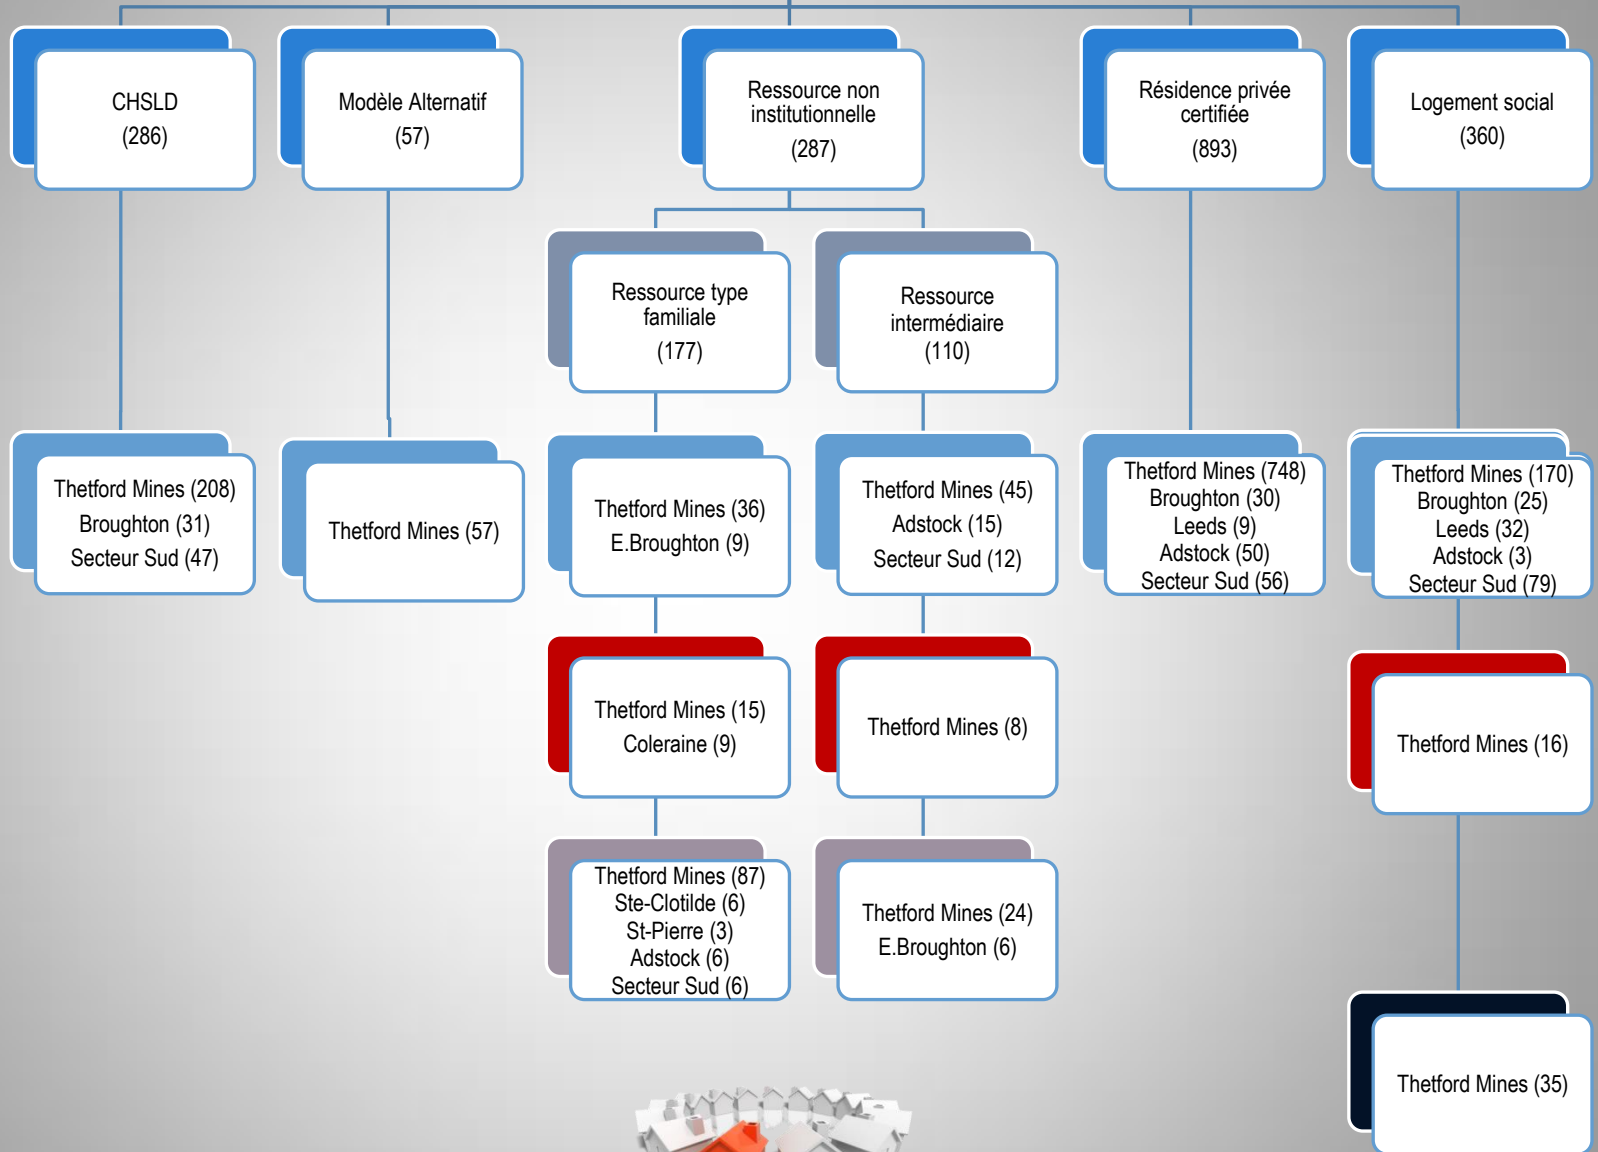 CHSLD
(286)
Modèle Alternatif
(57)
Ressource non
institutionnelle
(287)
Résidence privée
certifiée
(893)
Logement social
(360)
Ressource type
familiale
(177)
Ressource
intermédiaire
(110)
Thetford Mines (208)
Broughton (31)
Secteur Sud (47)
Thetford Mines (57)
Thetford Mines (36)
E.Broughton (9)
Thetford Mines (45)
Adstock (15)
Secteur Sud (12)
Thetford Mines (748)
Broughton (30)
Leeds (9)
Adstock (50)
Secteur Sud (56)
Thetford Mines (170)
Broughton (25)
Leeds (32)
Adstock (3)
Secteur Sud (79)
Thetford Mines (15)
Coleraine (9)
Thetford Mines (8)
Thetford Mines (16)
Thetford Mines (87)
Ste-Clotilde (6)
St-Pierre (3)
Adstock (6)
Secteur Sud (6)
Thetford Mines (24)
E.Broughton (6)
Thetford Mines (35)